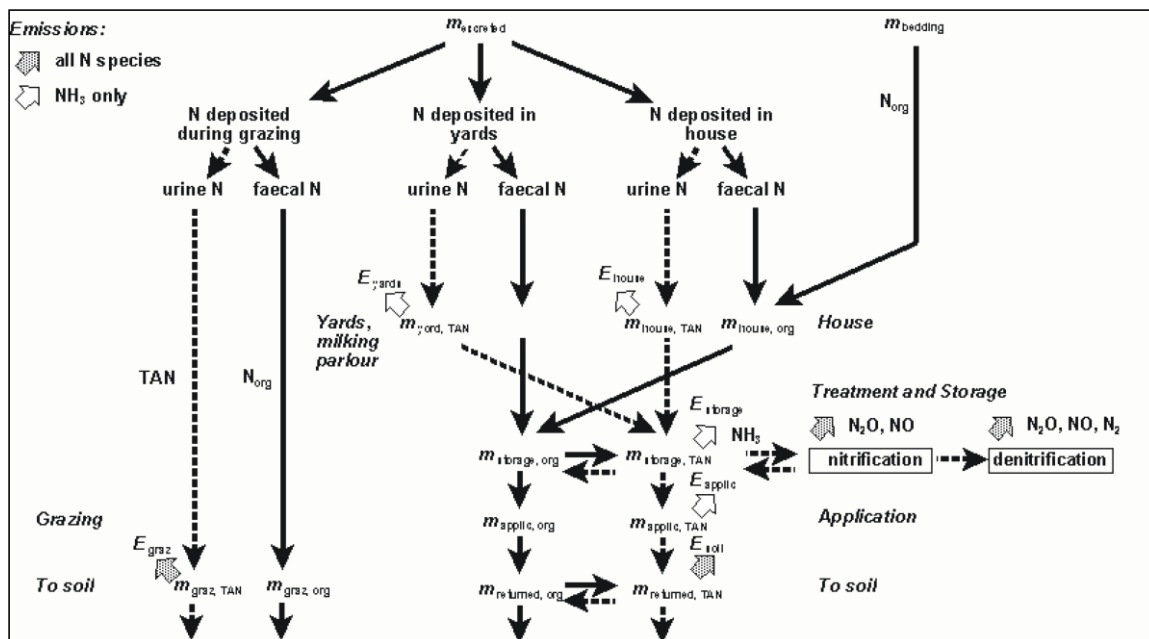 Emissions:
all N species
NH₃ only
m excreted
m bedding
N org
N deposited during grazing
N deposited in yards
N deposited in house
urine N
faecal N
urine N
faecal N
urine N
faecal N
E yards
E house
m yard, TAN
m house, TAN
m house, org
House
Yards, milking parlour
TAN
N org
Treatment and Storage
E storage
NH₃
N₂O, NO
N₂O, NO, N₂
m storage, org
m storage, TAN
nitrification
denitrification
E applic
Grazing
m applic, org
m applic, TAN
Application
E graz
E soil
To soil
m graz, TAN
m graz, org
m returned, org
m returned, TAN
To soil